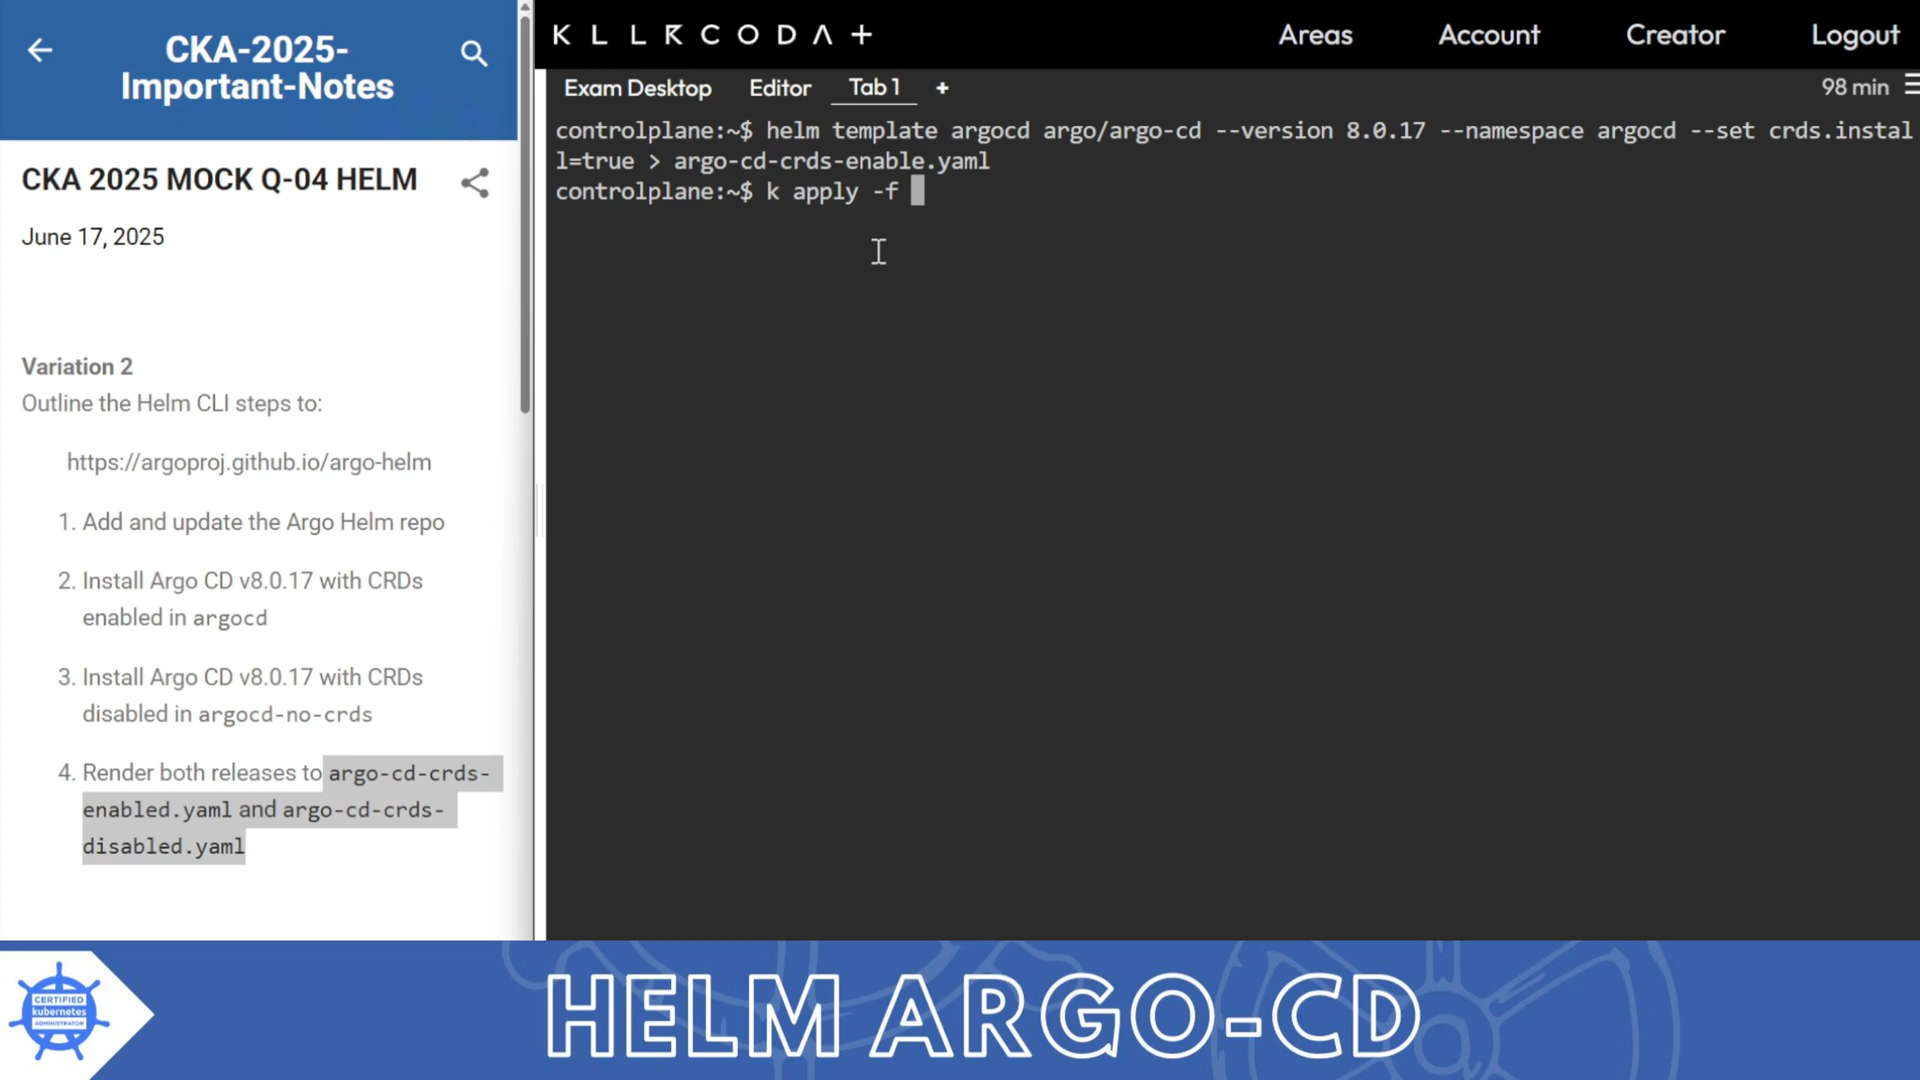 CKA-2025-
Important-Notes
CKA 2025 MOCK Q-04 HELM
June 17, 2025
Variation 2
Outline the Helm CLI steps to:
https://argoproj.github.io/argo-helm
1. Add and update the Argo Helm repo
2. Install Argo CD v8.0.17 with CRDs
enabled in argocd
3. Install Argo CD v8.0.17 with CRDs
disabled in argocd-no-crds
4. Render both releases to argo-cd-crds-
enabled.yaml and argo-cd-crds-
disabled.yaml
KLLRCODA+
Areas
Account
Creator
Logout
Exam Desktop
Editor
Tab 1
+
98 min
controlplane:~$ helm template argocd argo/argo-cd --version 8.0.17 --namespace argocd --set crds.instal
l=true > argo-cd-crds-enable.yaml
controlplane:~$ k apply -f
CERTIFIED
kubernetes
ADMINISTRATOR
HELM ARGO-CD